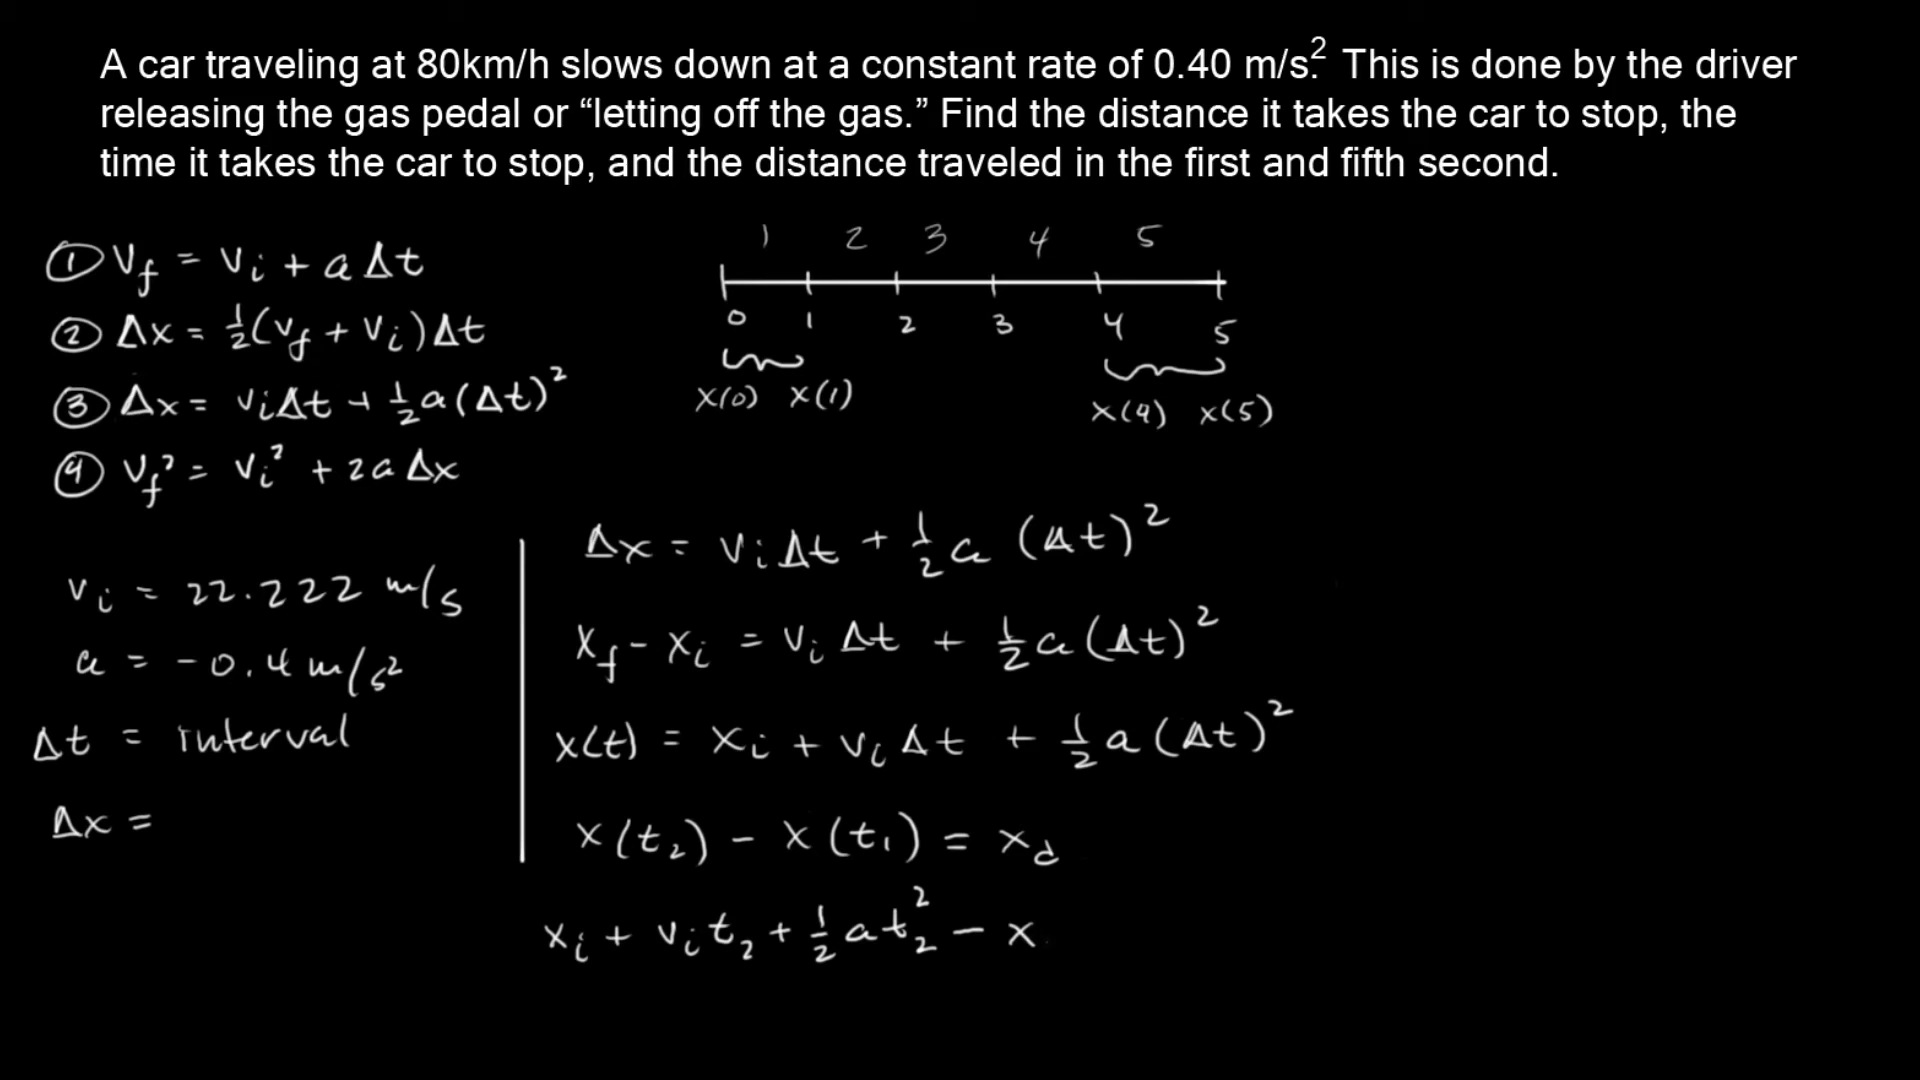 A car traveling at 80km/h slows down at a constant rate of 0.40 m/s.² This is done by the driver
releasing the gas pedal or “letting off the gas.” Find the distance it takes the car to stop, the
time it takes the car to stop, and the distance traveled in the first and fifth second.
① Vf = Vi + a Δt
② Δx = ½(Vf + Vi)Δt
③ Δx = ViΔt + ½a(Δt)²
④ Vf² = Vi² + 2aΔx
1 2 3 4 5
0 1 2 3 4 5
x(0) x(1) x(4) x(5)
Vi = 22.222 m/s
a = -0.4 m/s²
Δt = interval
Δx =
Δx = ViΔt + ½a(Δt)²
xf - xi = ViΔt + ½a(Δt)²
x(t) = xi + ViΔt + ½a(Δt)²
x(t₂) - x(t₁) = xd
xi + Vit₂ + ½at₂² - x